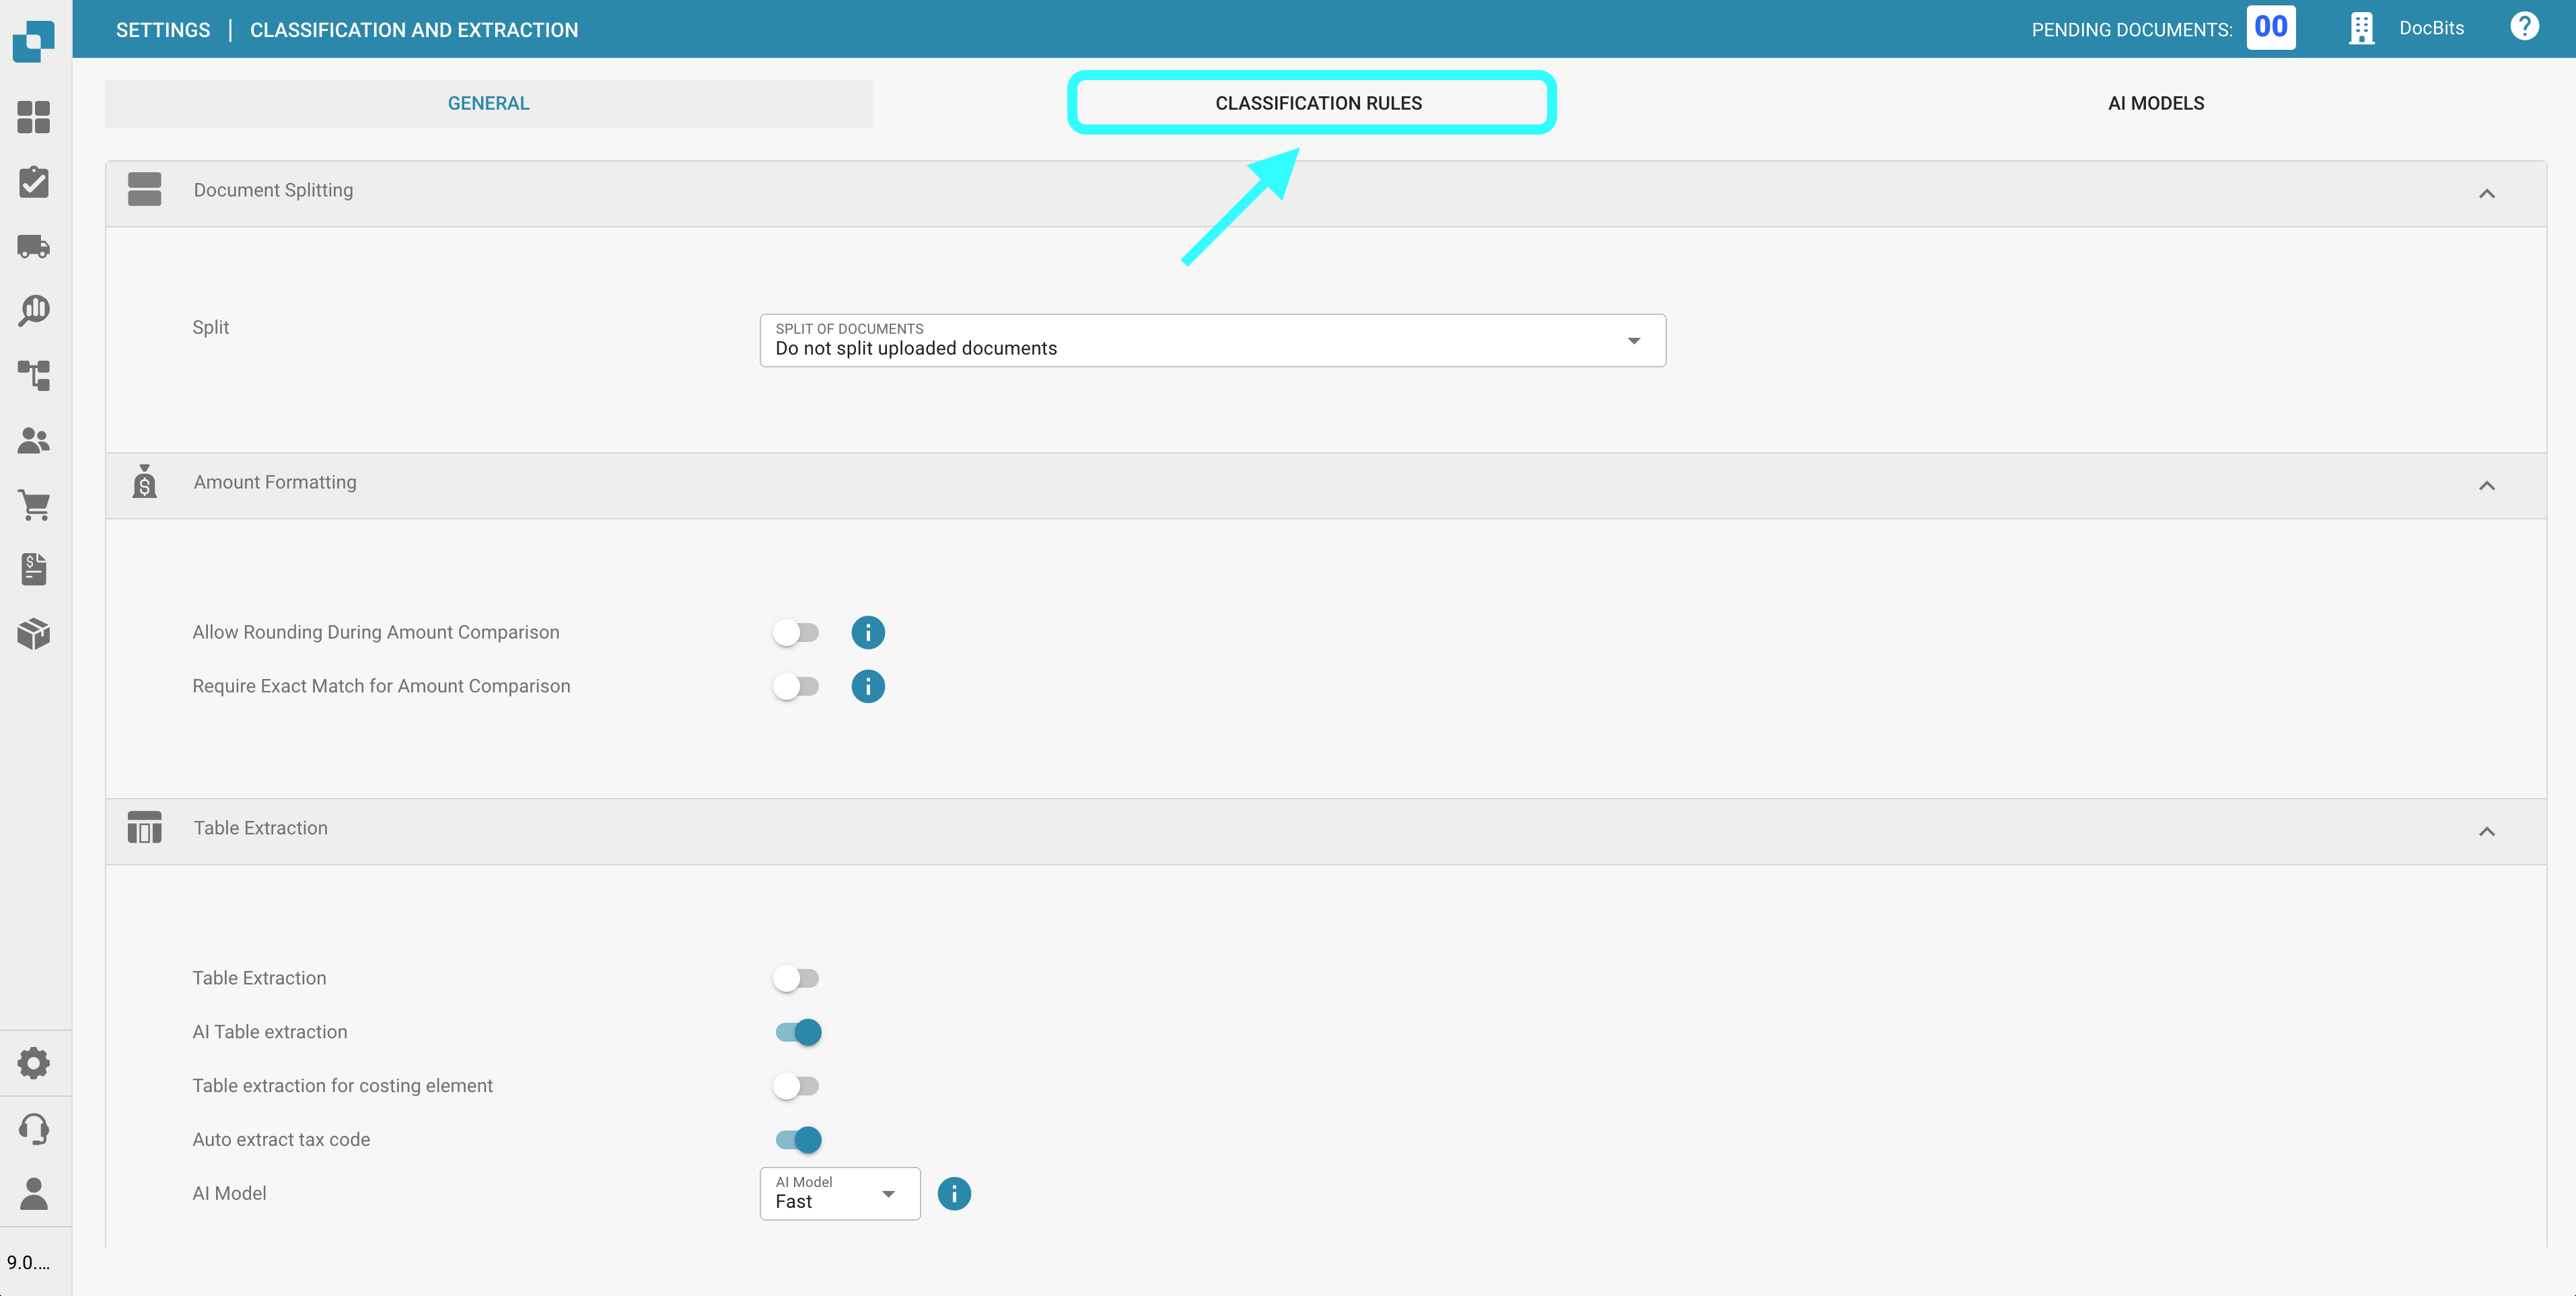 SETTINGS | CLASSIFICATION AND EXTRACTION
PENDING DOCUMENTS: 00
DocBits
?
GENERAL
CLASSIFICATION RULES
AI MODELS
Document Splitting
Split
SPLIT OF DOCUMENTS
Do not split uploaded documents
$
Amount Formatting
Allow Rounding During Amount Comparison
i
Require Exact Match for Amount Comparison
i
Table Extraction
Table Extraction
AI Table extraction
Table extraction for costing element
Auto extract tax code
AI Model
AI Model
Fast
i
9.0....